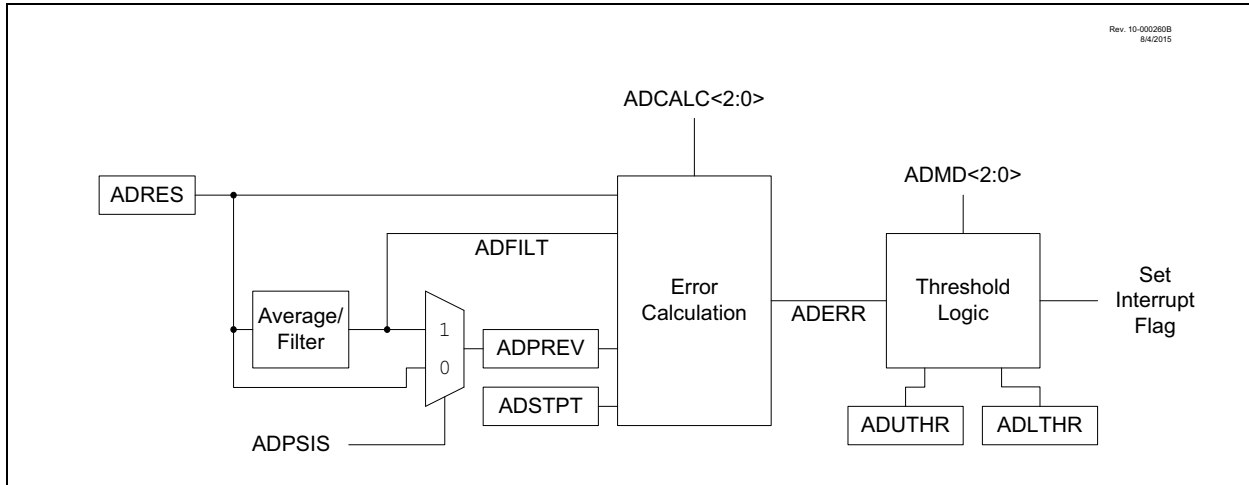 Rev. 10-000260B
8/4/2015
ADCALC<2:0>
ADMD<2:0>
ADRES
ADFILT
Average/
Filter
1
0
ADPREV
ADSTPT
ADPSIS
Error
Calculation
ADERR
Threshold
Logic
Set
Interrupt
Flag
ADUTHR
ADLTHR